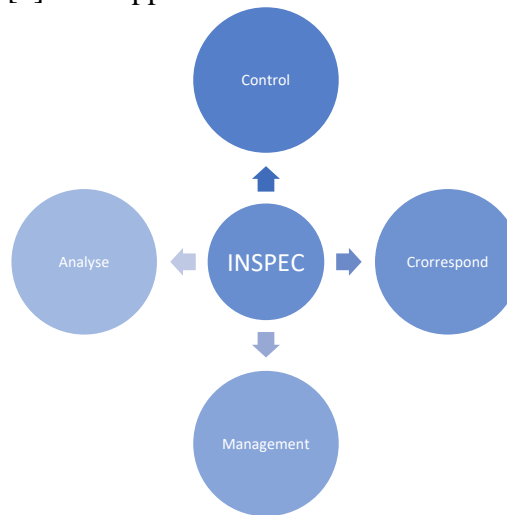 Control
Analyse
INSPEC
Crorrespond
Management